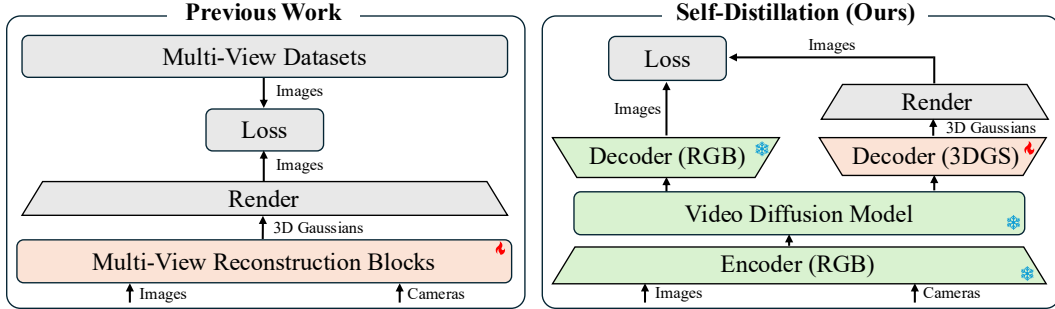 Previous Work
Multi-View Datasets
Images
Loss
Images
Render
3D Gaussians
Multi-View Reconstruction Blocks
Images
Cameras
Self-Distillation (Ours)
Images
Loss
Images
Render
3D Gaussians
Decoder (RGB)
Decoder (3DGS)
Video Diffusion Model
Encoder (RGB)
Images
Cameras